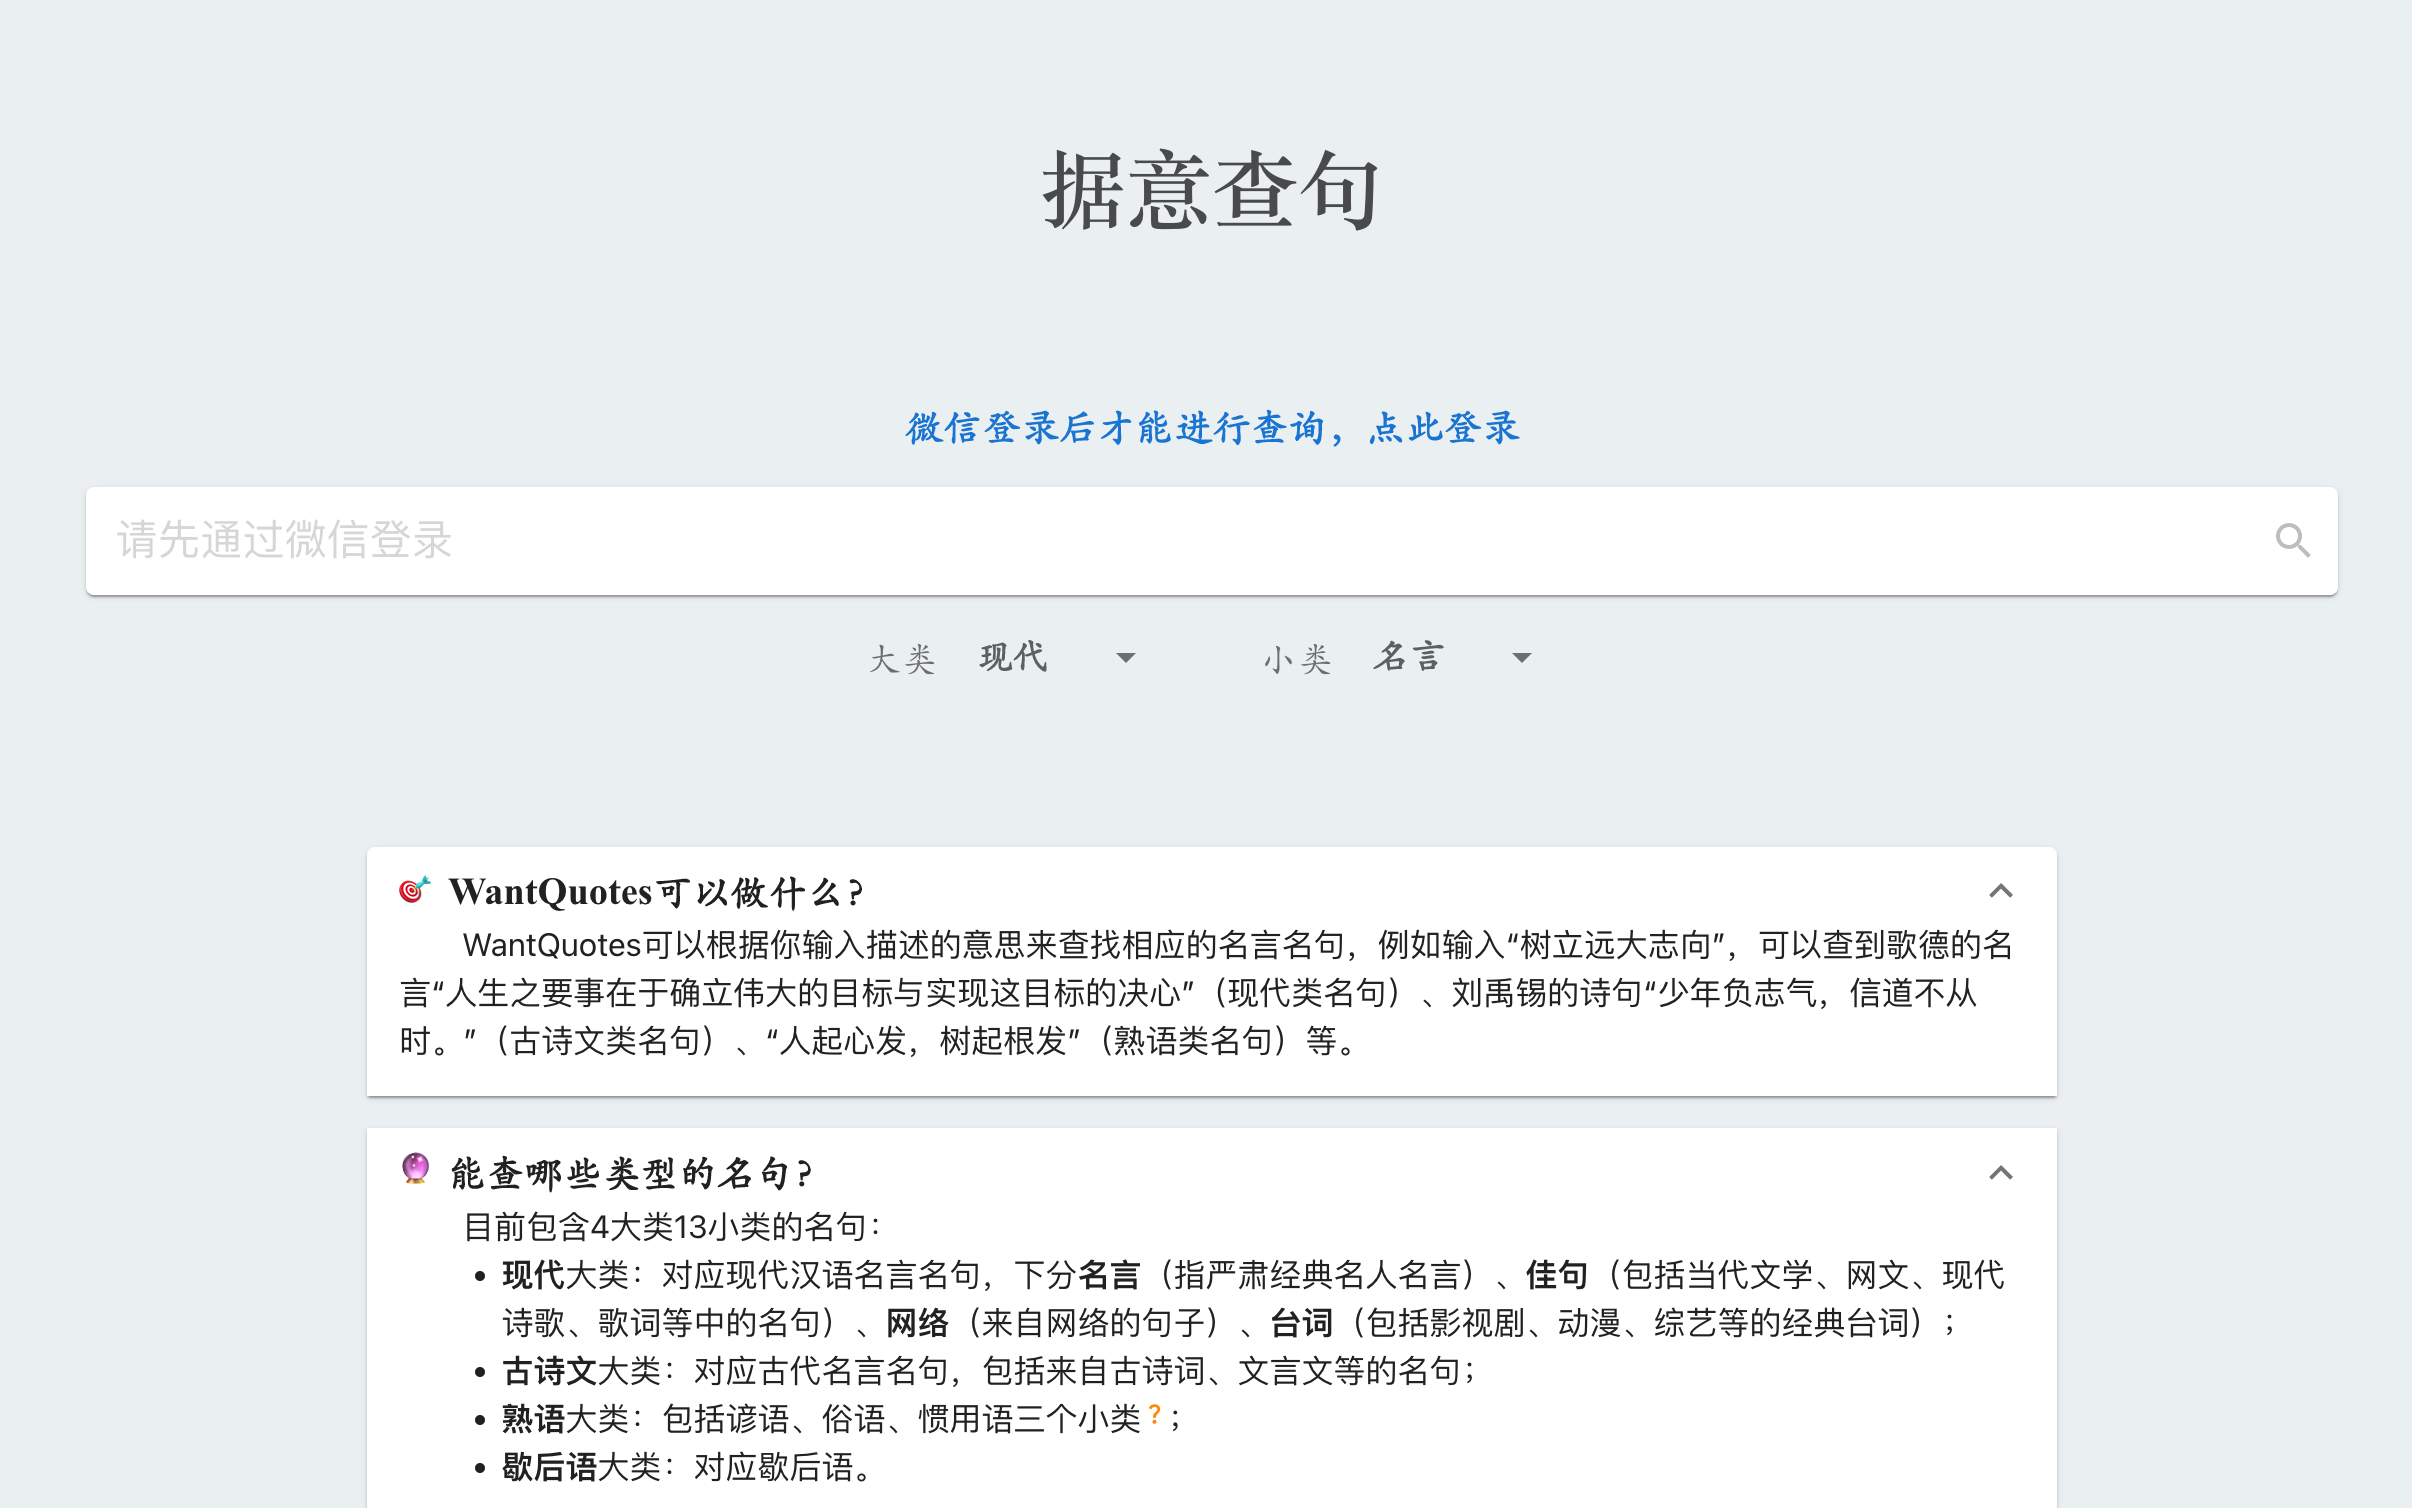 据意查句
微信登录后才能进行查询，点此登录
请先通过微信登录
大类 现代 小类 名言
WantQuotes可以做什么?
WantQuotes可以根据你输入描述的意思来查找相应的名言名句，例如输入“树立远大志向”，可以查到歌德的名
言“人生之要事在于确立伟大的目标与实现这目标的决心”（现代类名句）、刘禹锡的诗句“少年负志气，信道不从
时。”（古诗文类名句）、“人起心发，树起根发”（熟语类名句）等。
能查哪些类型的名句?
目前包含4大类13小类的名句：
• 现代大类：对应现代汉语名言名句，下分名言（指严肃经典名人名言）、佳句（包括当代文学、网文、现代
诗歌、歌词等中的名句）、网络（来自网络的句子）、台词（包括影视剧、动漫、综艺等的经典台词）；
• 古诗文大类：对应古代名言名句，包括来自古诗词、文言文等的名句；
• 熟语大类：包括谚语、俗语、惯用语三个小类?；
• 歇后语大类：对应歇后语。